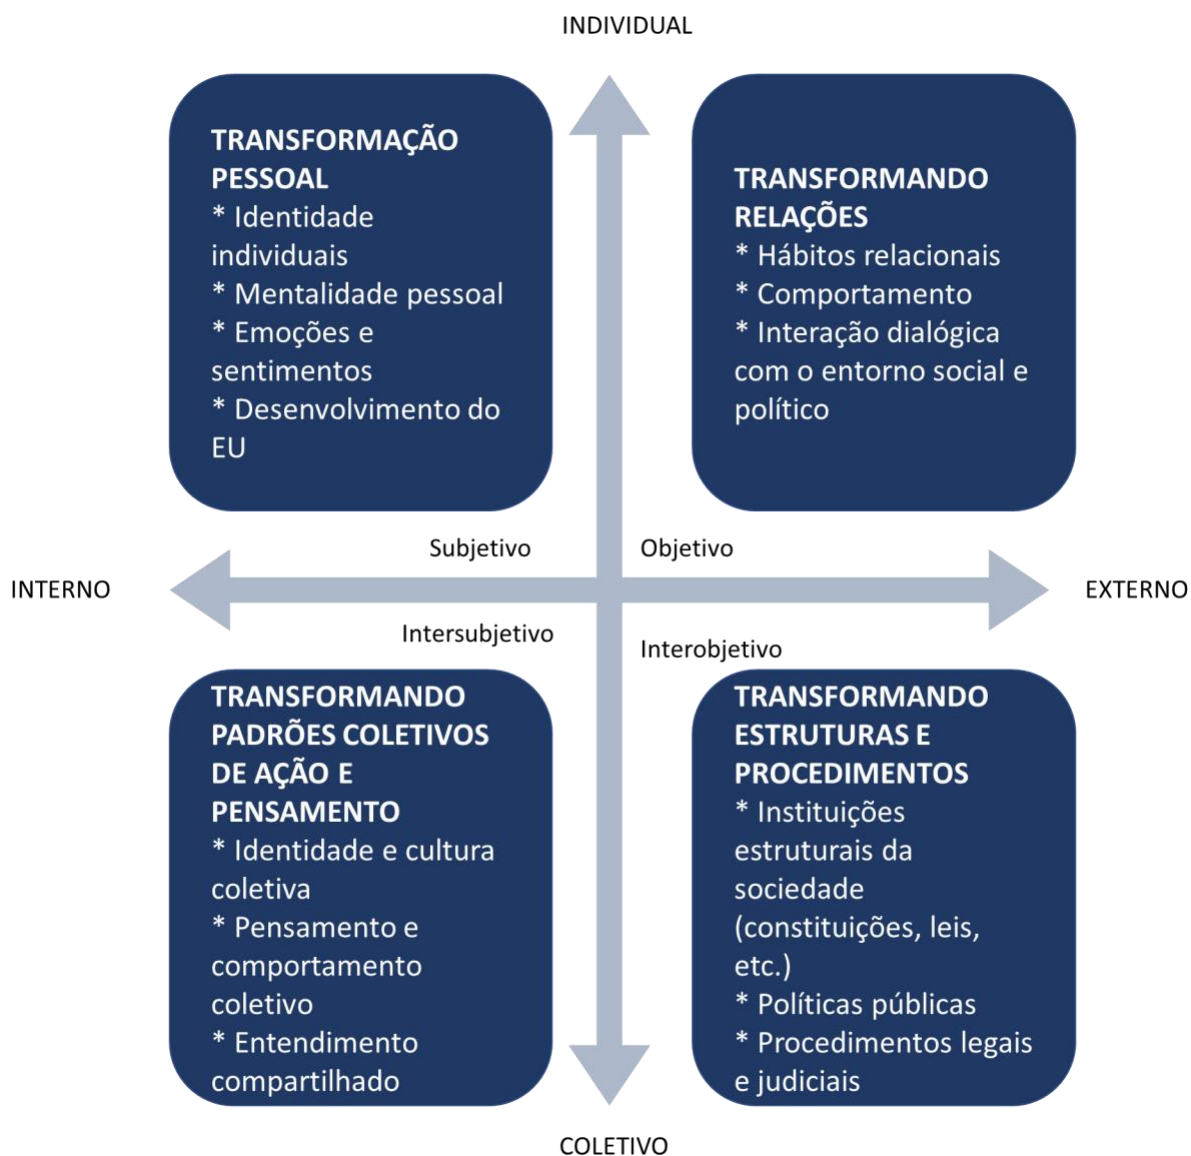 INDIVIDUAL
TRANSFORMAÇÃO
PESSOAL
* Identidade
individuais
* Mentalidade pessoal
* Emoções e
sentimentos
* Desenvolvimento do
EU
TRANSFORMANDO
RELAÇÕES
* Hábitos relacionais
* Comportamento
* Interação dialógica
com o entorno social e
político
Subjetivo
Objetivo
INTERNO
EXTERNO
Intersubjetivo
Interobjetivo
TRANSFORMANDO
PADRÕES COLETIVOS
DE AÇÃO E
PENSAMENTO
* Identidade e cultura
coletiva
* Pensamento e
comportamento
coletivo
* Entendimento
compartilhado
TRANSFORMANDO
ESTRUTURAS E
PROCEDIMENTOS
* Instituições
estruturais da
sociedade
(constituições, leis,
etc.)
* Políticas públicas
* Procedimentos legais
e judiciais
COLETIVO